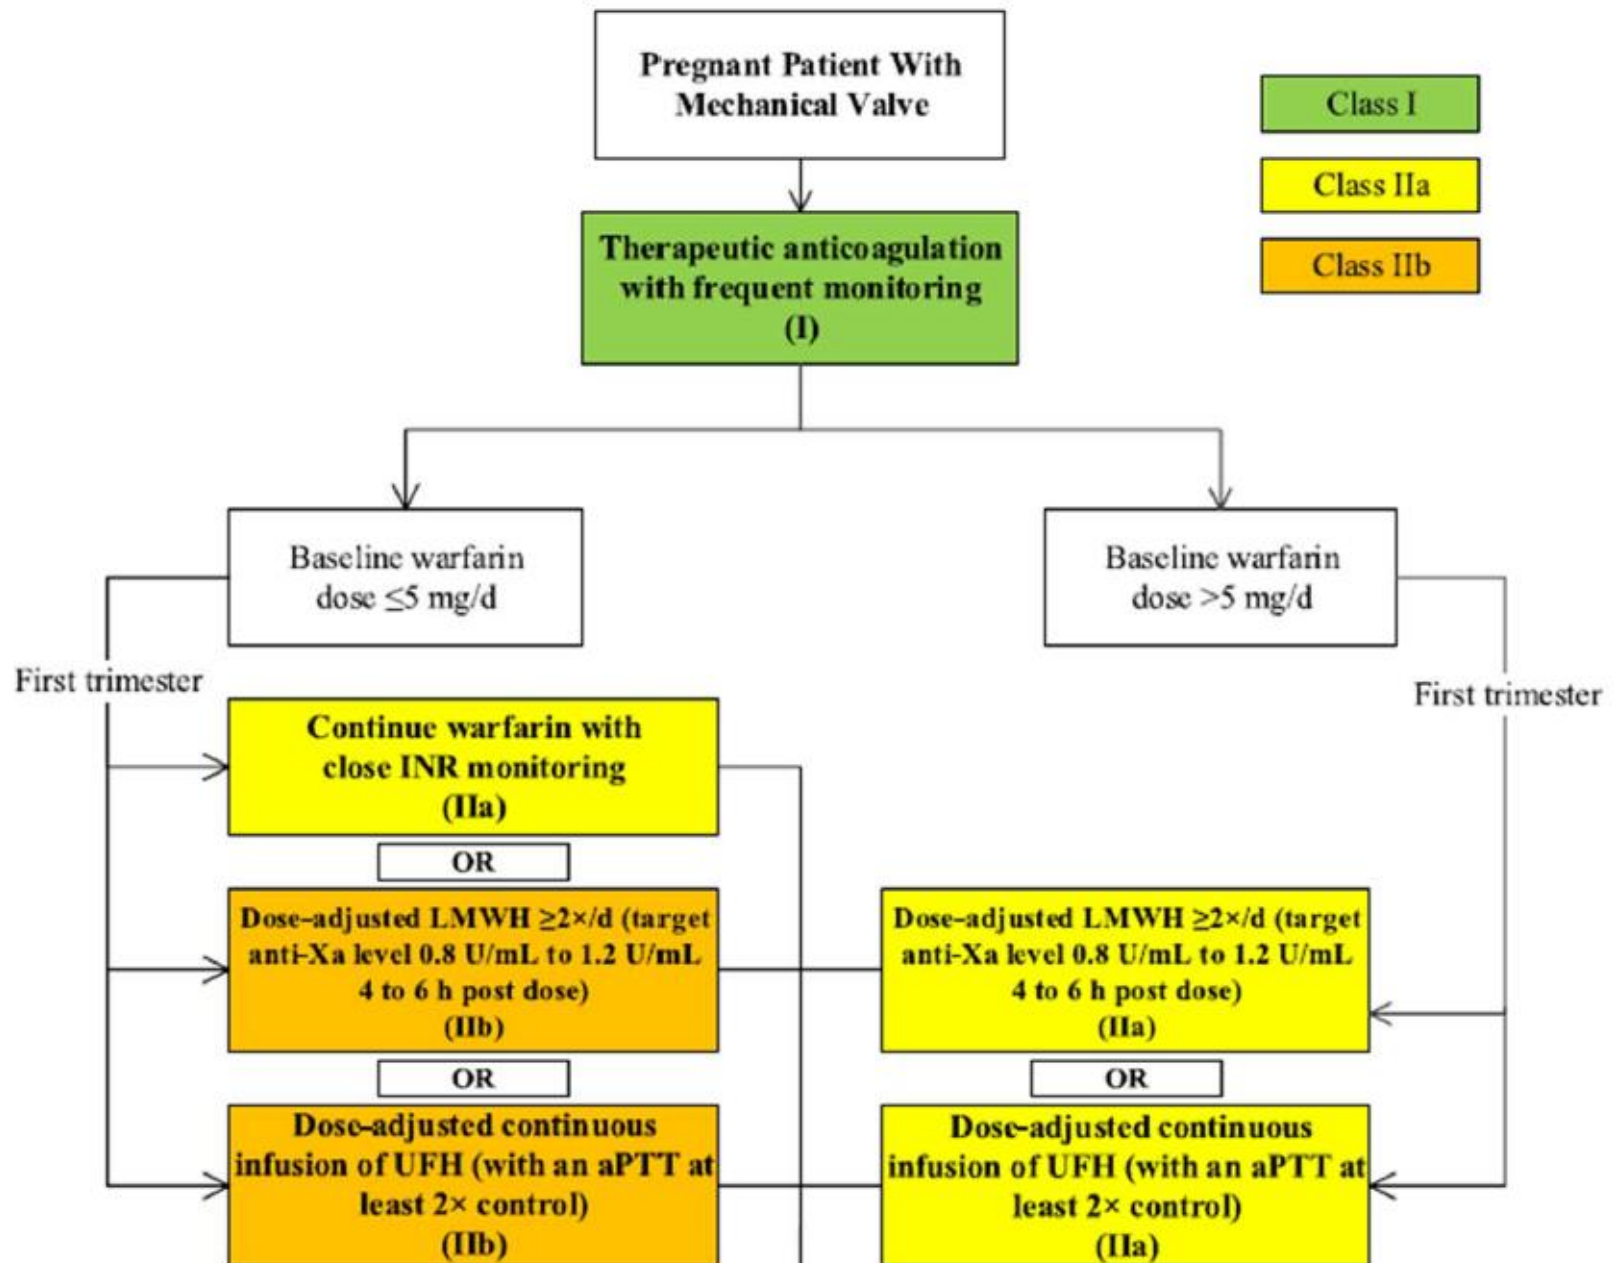 Pregnant Patient With
Mechanical Valve
Class I
Class IIa
Class IIb
Therapeutic anticoagulation
with frequent monitoring
(I)
Baseline warfarin
dose ≤5 mg/d
Baseline warfarin
dose >5 mg/d
First trimester
First trimester
Continue warfarin with
close INR monitoring
(IIa)
OR
Dose-adjusted LMWH ≥2×/d (target
anti-Xa level 0.8 U/mL to 1.2 U/mL
4 to 6 h post dose)
(IIb)
Dose-adjusted LMWH ≥2×/d (target
anti-Xa level 0.8 U/mL to 1.2 U/mL
4 to 6 h post dose)
(IIa)
OR
OR
Dose-adjusted continuous
infusion of UFH (with an aPTT at
least 2× control)
(IIb)
Dose-adjusted continuous
infusion of UFH (with an aPTT at
least 2× control)
(IIa)